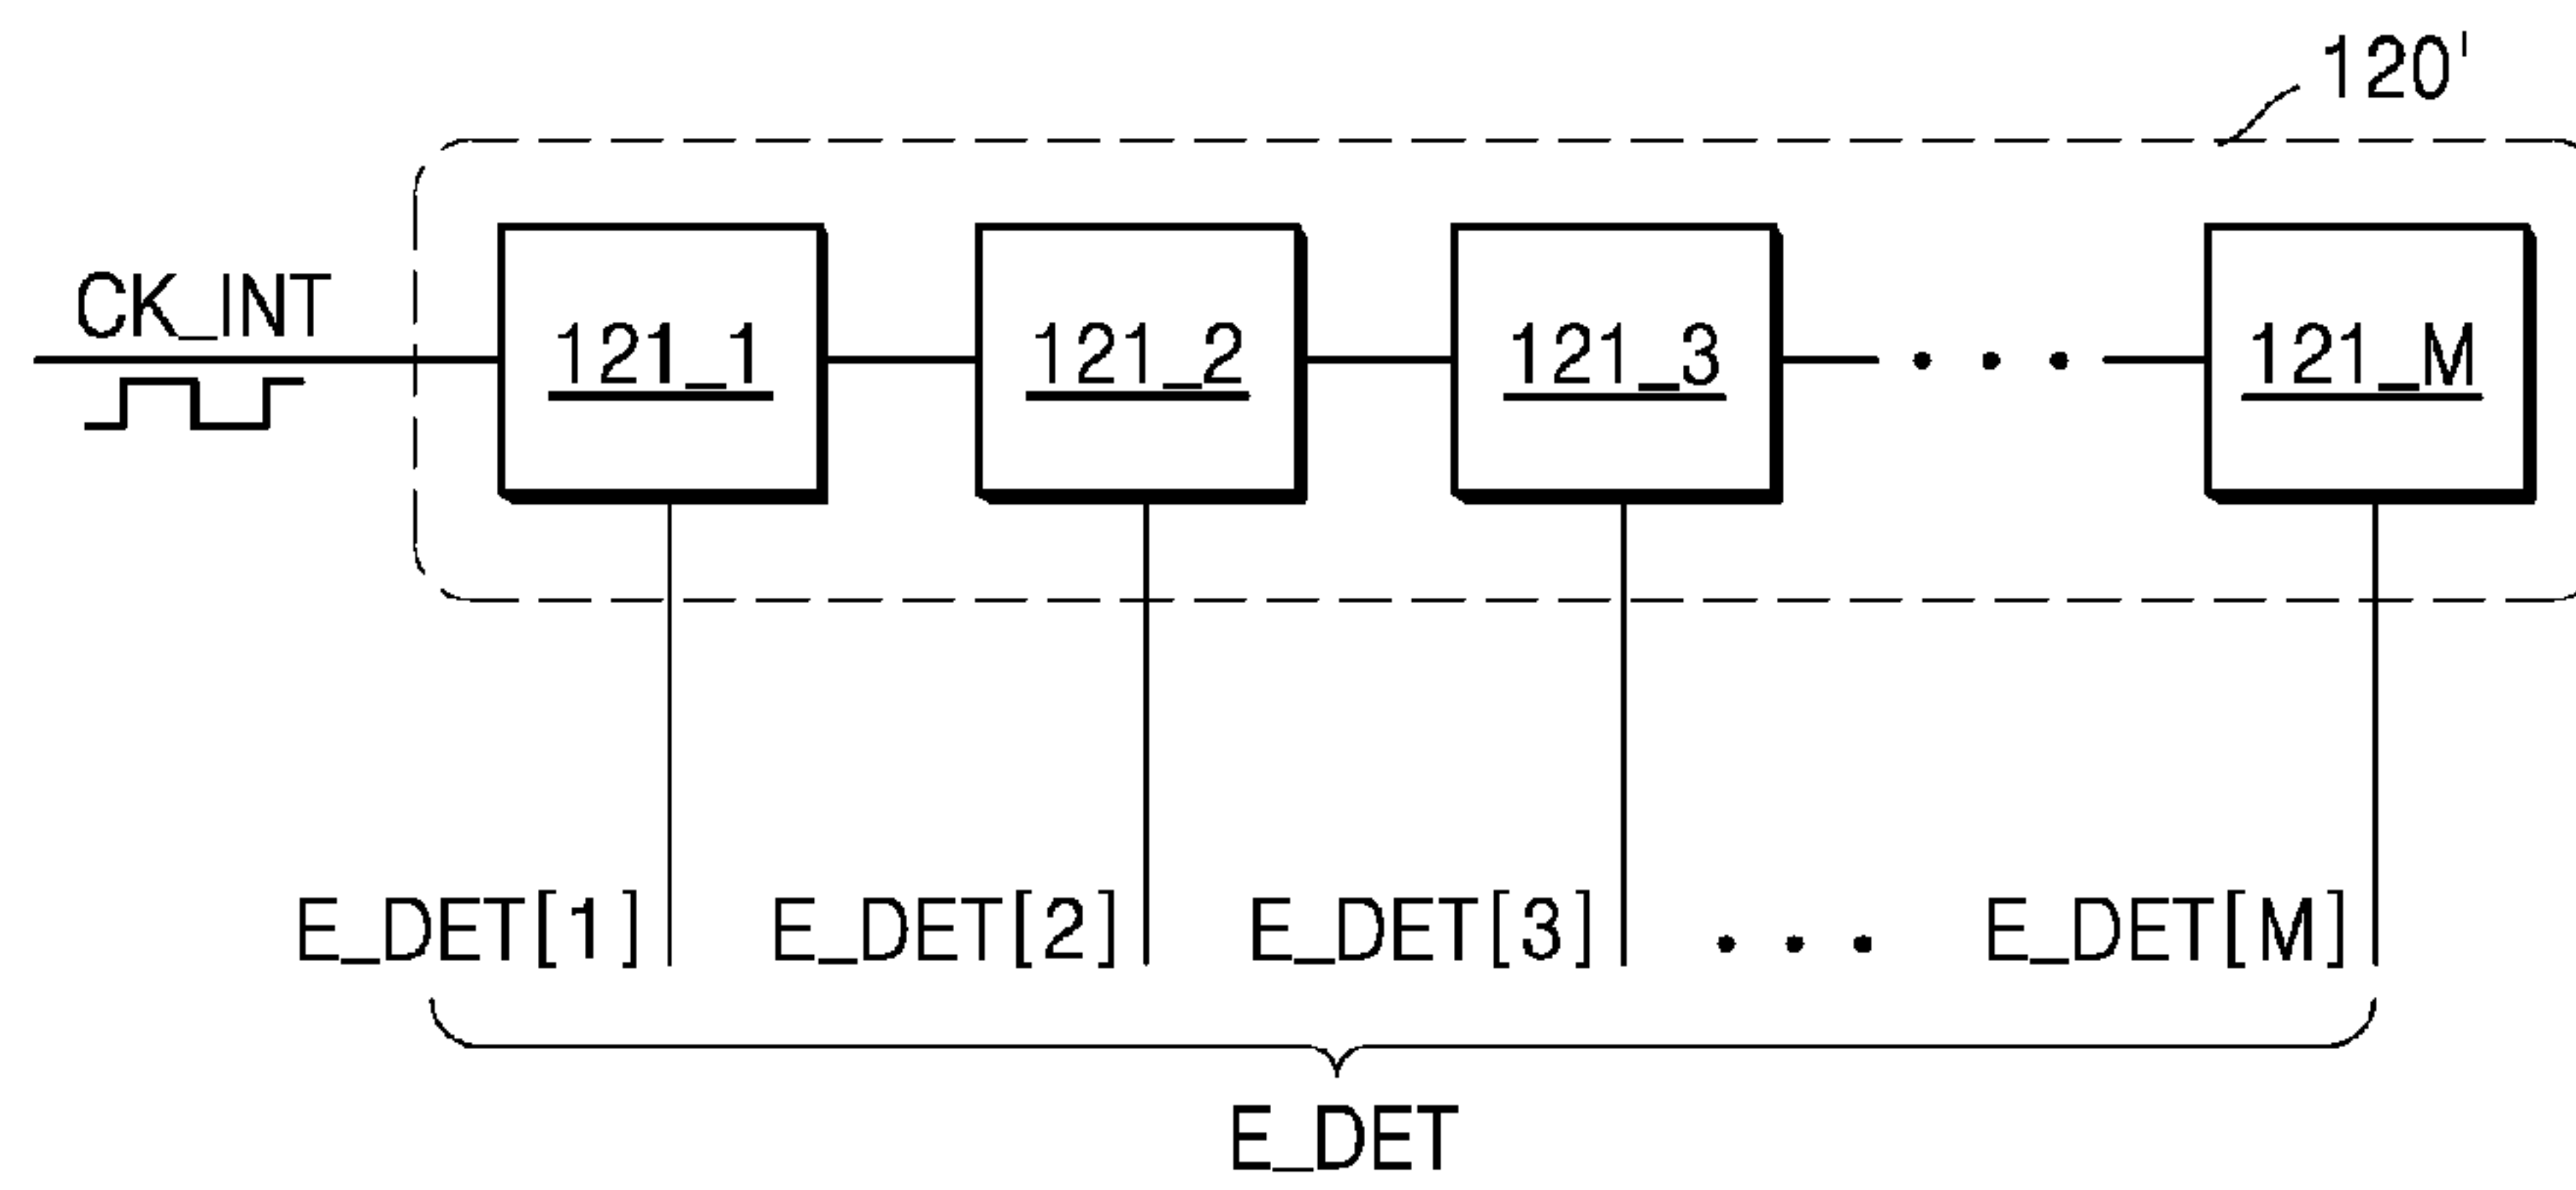 120'
CK_INT
121_1 121_2 121_3 • • • 121_M
E_DET[1] E_DET[2] E_DET[3] • • • E_DET[M]
E_DET